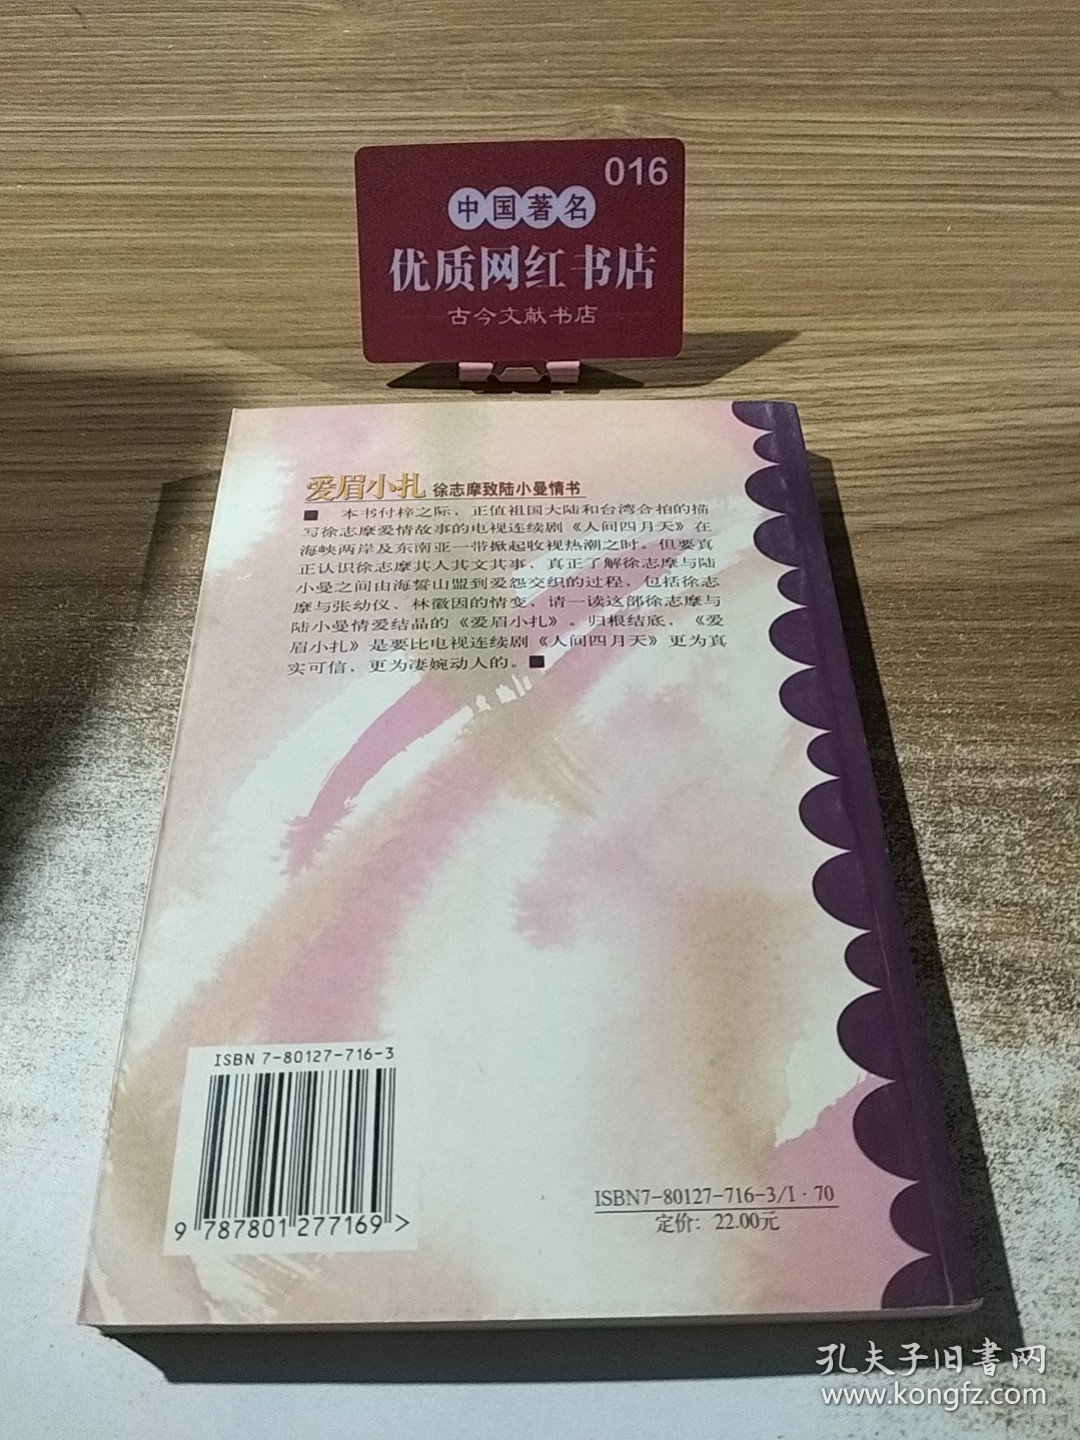 016
中国著名
优质网红书店
古今文献书店
爱眉小扎 徐志摩致陆小曼情书
■ 本书付梓之际，正值祖国大陆和台湾合拍的描
写徐志摩爱情故事的电视连续剧《人间四月天》在
海峡两岸及东南亚一带掀起收视热潮之时。但要真
正认识徐志摩其人其文其事，真正了解徐志摩与陆
小曼之间由海誓山盟到爱怨交织的过程，包括徐志
摩与张幼仪、林徽因的情变，请一读这部徐志摩与
陆小曼情爱结晶的《爱眉小扎》。归根结底，《爱
眉小扎》是要比电视连续剧《人间四月天》更为真
实可信，更为凄婉动人的。■
ISBN 7-80127-716-3
9 787801 277169 >
ISBN7-80127-716-3/I·70
定价：22.00元
孔夫子旧書网
www.kongfz.com